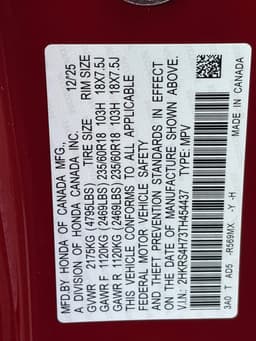 MFD.BY HONDA OF CANADA MFG., 12/25
A DIVISION OF HONDA CANADA INC.
TIRE SIZE RIM SIZE
GVWR 2175KG (4795LBS)
GAWR F 1120KG (2469LBS) 235/60R18 103H 18X7.5J
GAWR R 1120KG (2469LBS) 235/60R18 103H 18X7.5J
THIS VEHICLE CONFORMS TO ALL APPLICABLE
FEDERAL MOTOR VEHICLE SAFETY
AND THEFT PREVENTION STANDARDS IN EFFECT
ON THE DATE OF MANUFACTURE SHOWN ABOVE.
V.I.N.: 2HKRS4H73TH454437 TYPE: MPV
3A0 T AD5 -R569MX -Y -H
MADE IN CANADA